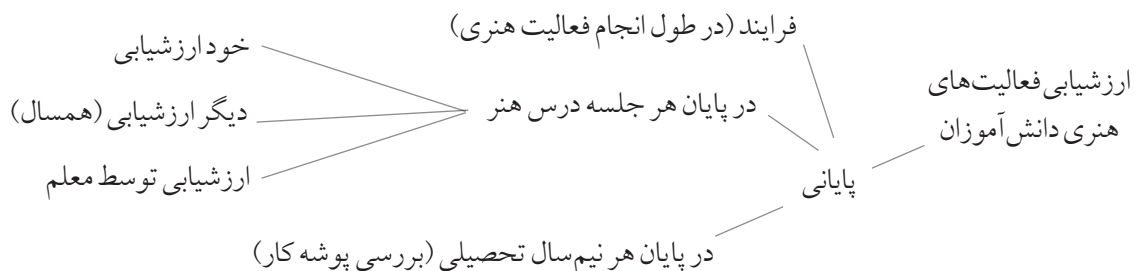 ارزشیابی فعالیت‌های
هنری دانش‌آموزان
فرایند (در طول انجام فعالیت هنری)
پایانی
در پایان هر جلسه درس هنر
خود ارزشیابی
دیگر ارزشیابی (همسال)
ارزشیابی توسط معلم
در پایان هر نیم‌سال تحصیلی (بررسی پوشه کار)